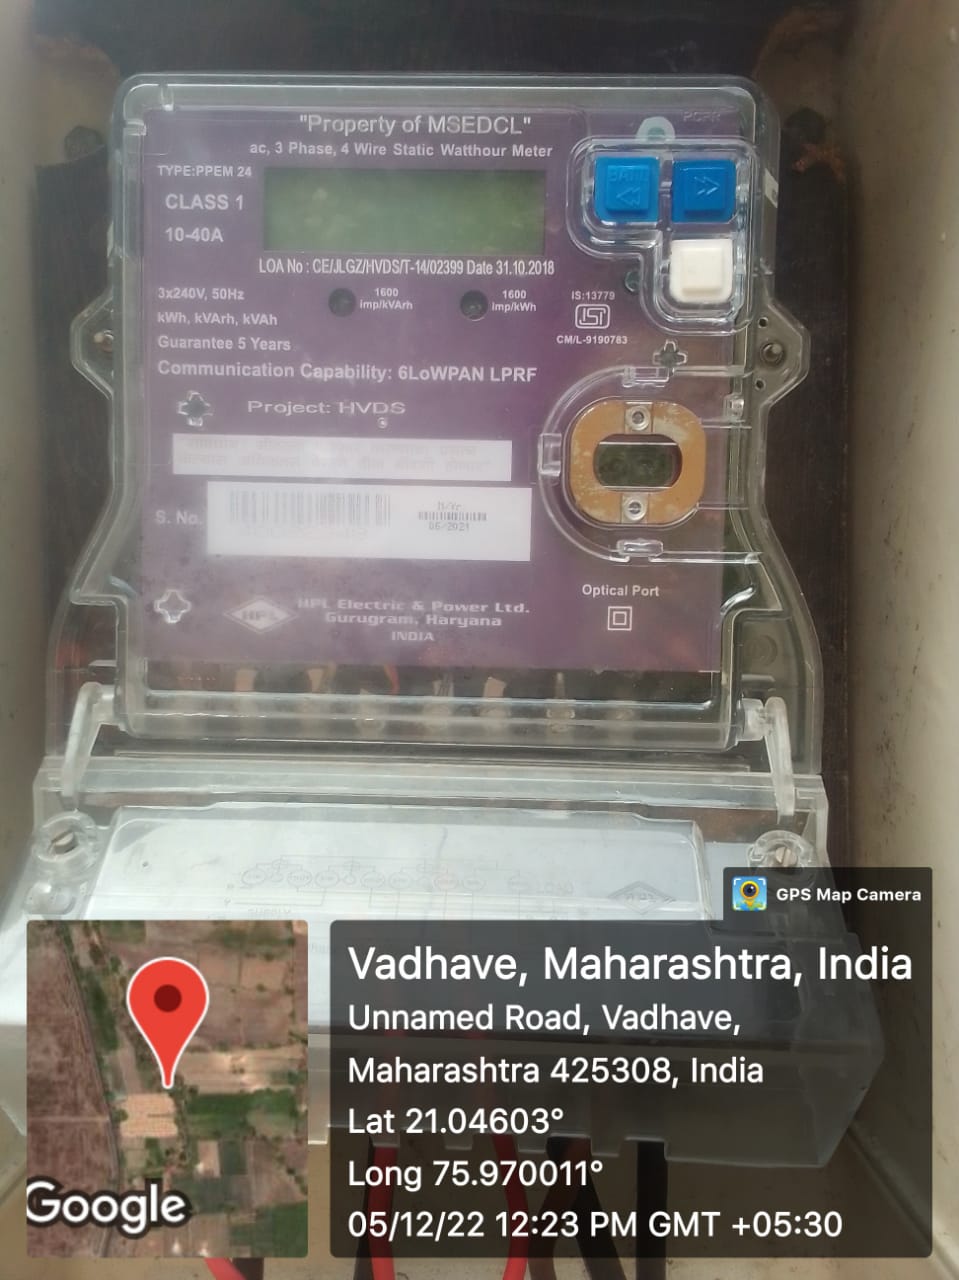 "Property of MSEDCL"
ac, 3 Phase, 4 Wire Static Watthour Meter
TYPE:PPEM 24
CLASS 1
10-40A
LOA No : CE/JLGZ/HVDS/T-14/02399 Date 31.10.2018
3x240V, 50Hz
1600
imp/kVArh
1600
imp/kWh
IS:13779
ISI
CM/L-9190783
kWh, kVArh, kVAh
Guarantee 5 Years
Communication Capability: 6LoWPAN LPRF
Project: HVDS
S. No.
06/2021
Optical Port
HPL
HPL Electric & Power Ltd.
Gurugram, Haryana
INDIA
GPS Map Camera
Vadhave, Maharashtra, India
Unnamed Road, Vadhave,
Maharashtra 425308, India
Lat 21.04603°
Long 75.970011°
05/12/22 12:23 PM GMT +05:30
Google